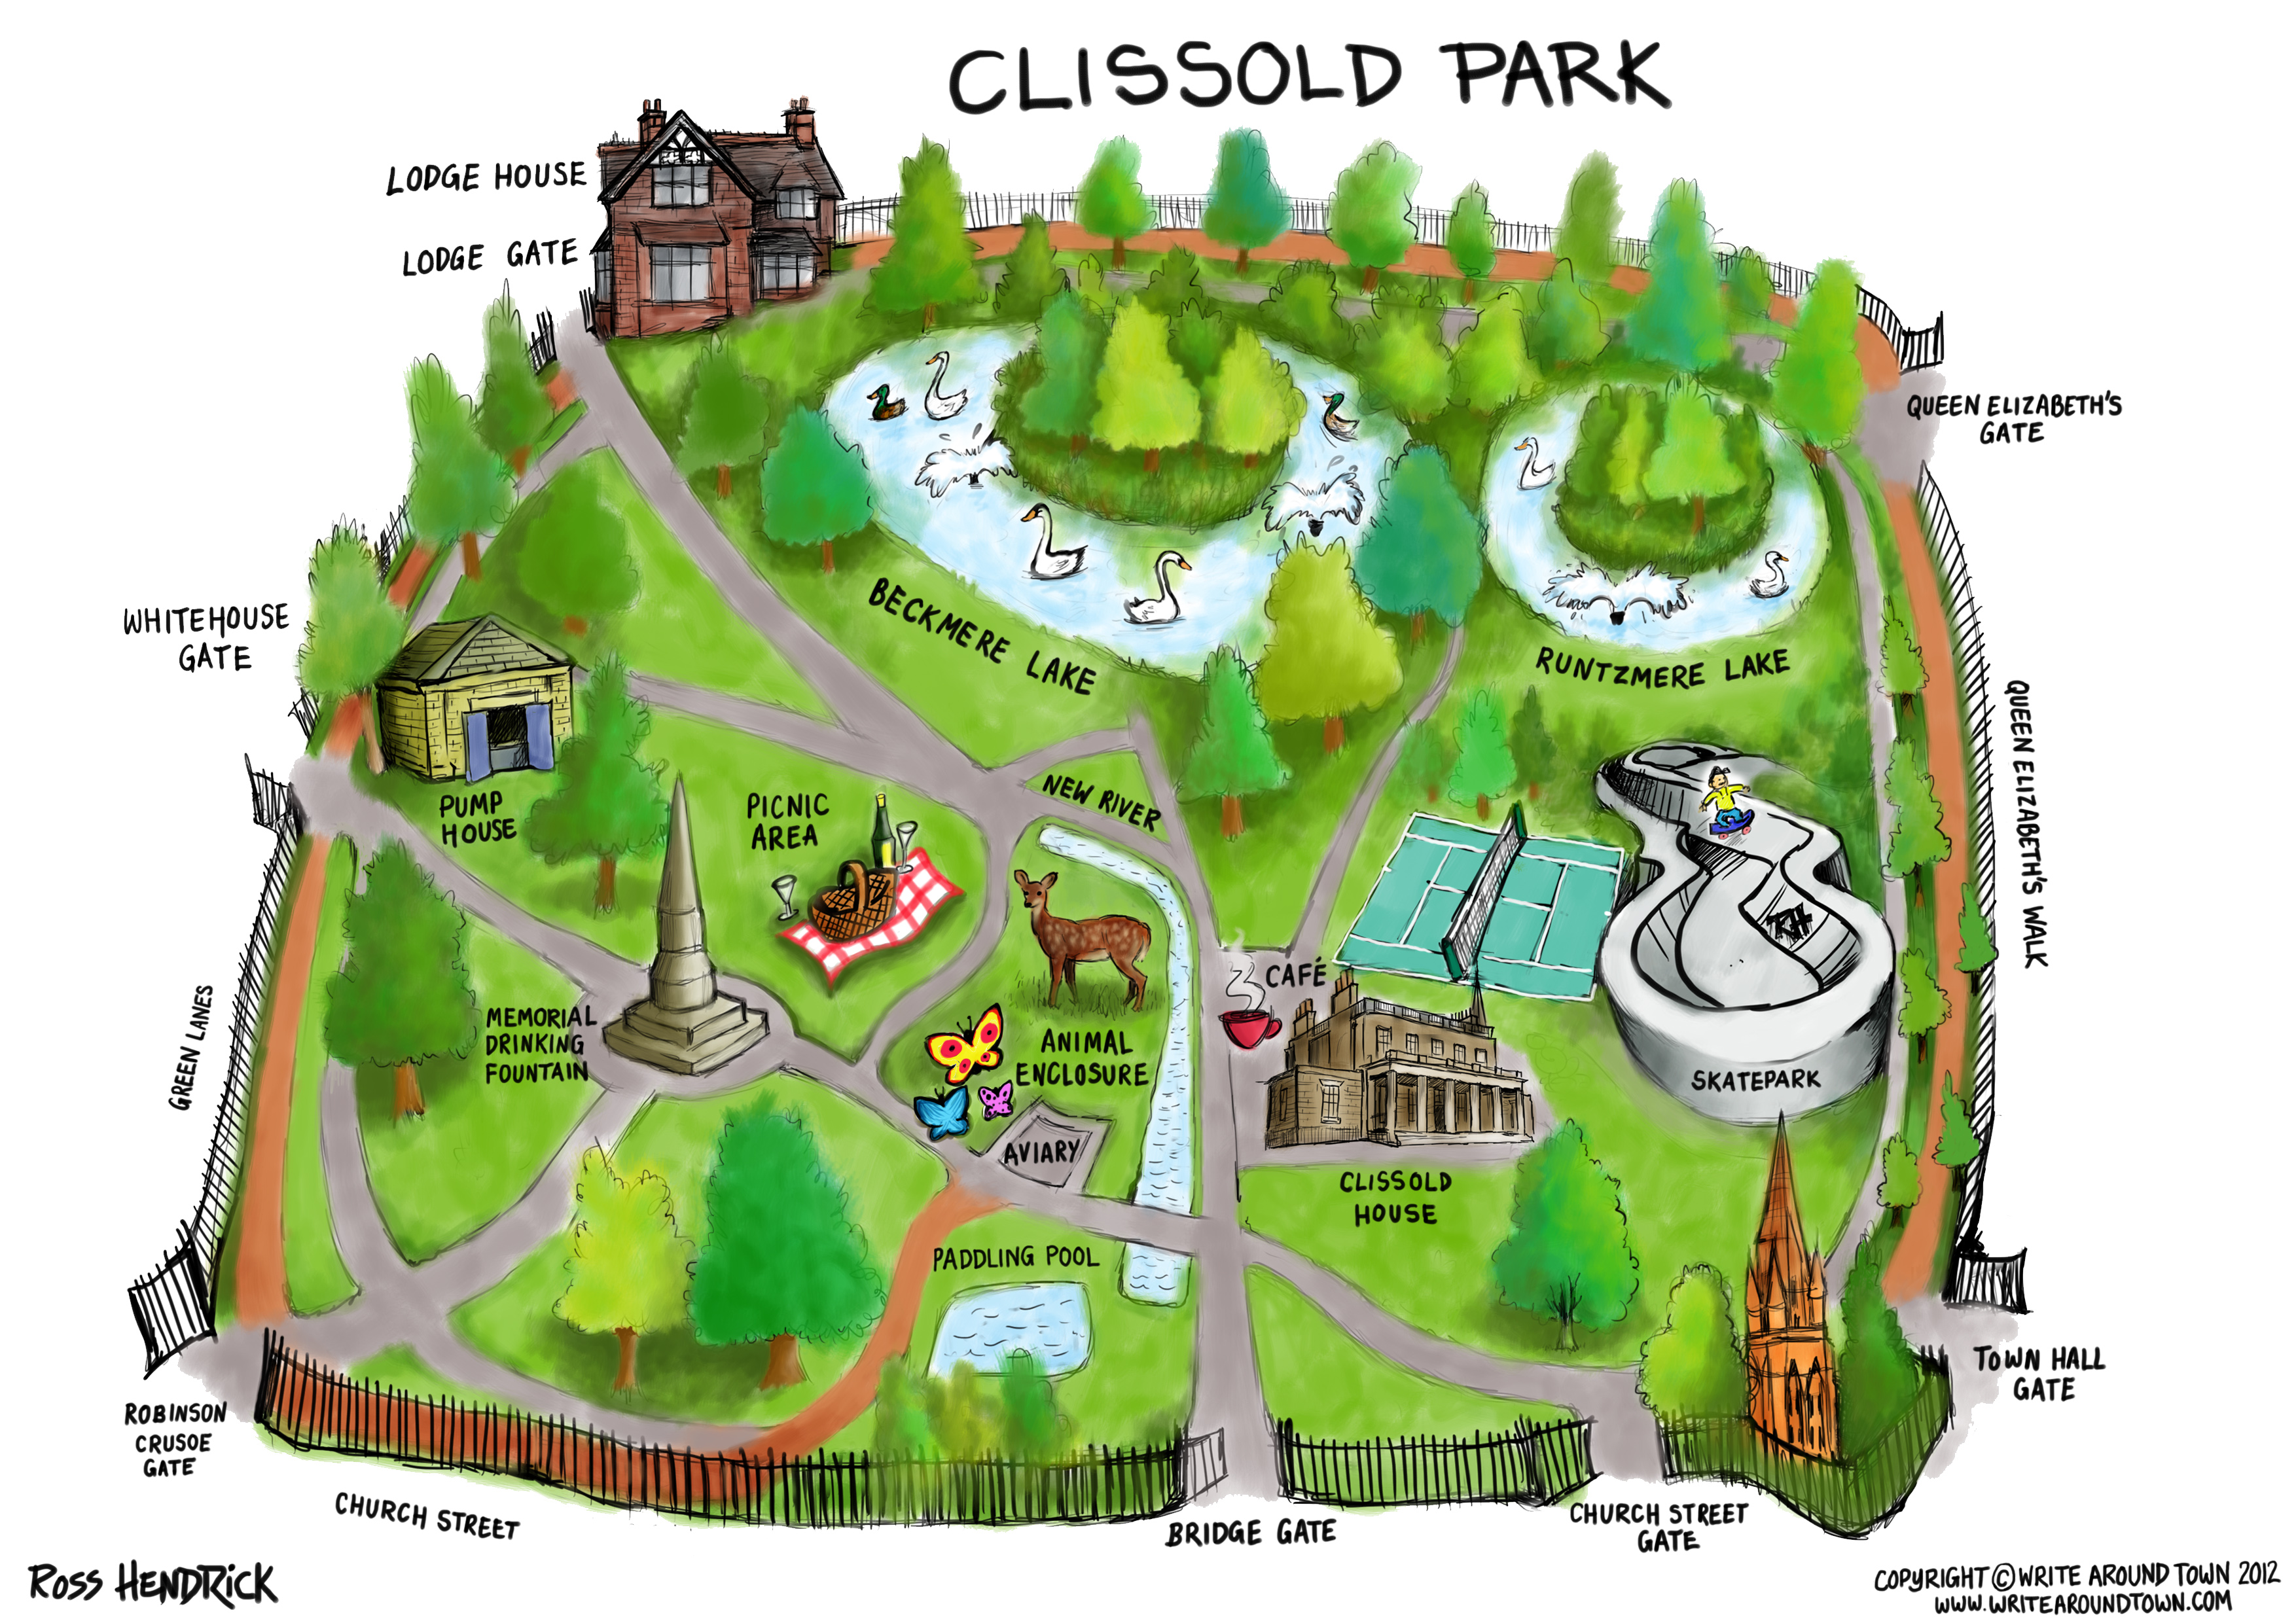 CLISSOLD PARK
LODGE HOUSE
LODGE GATE
QUEEN ELIZABETH'S
GATE
WHITEHOUSE
GATE
BECKMERE LAKE
RUNTZMERE LAKE
QUEEN ELIZABETH'S WALK
PUMP
HOUSE
PICNIC
AREA
NEW RIVER
CAFÉ
GREEN LANES
MEMORIAL
DRINKING
FOUNTAIN
ANIMAL
ENCLOSURE
AVIARY
RH
SKATEPARK
CLISSOLD
HOUSE
PADDLING POOL
TOWN HALL
GATE
ROBINSON
CRUSOE
GATE
CHURCH STREET
BRIDGE GATE
CHURCH STREET
GATE
ROSS HENDRICK
COPYRIGHT © WRITE AROUND TOWN 2012
WWW.WRITEAROUNDTOWN.COM